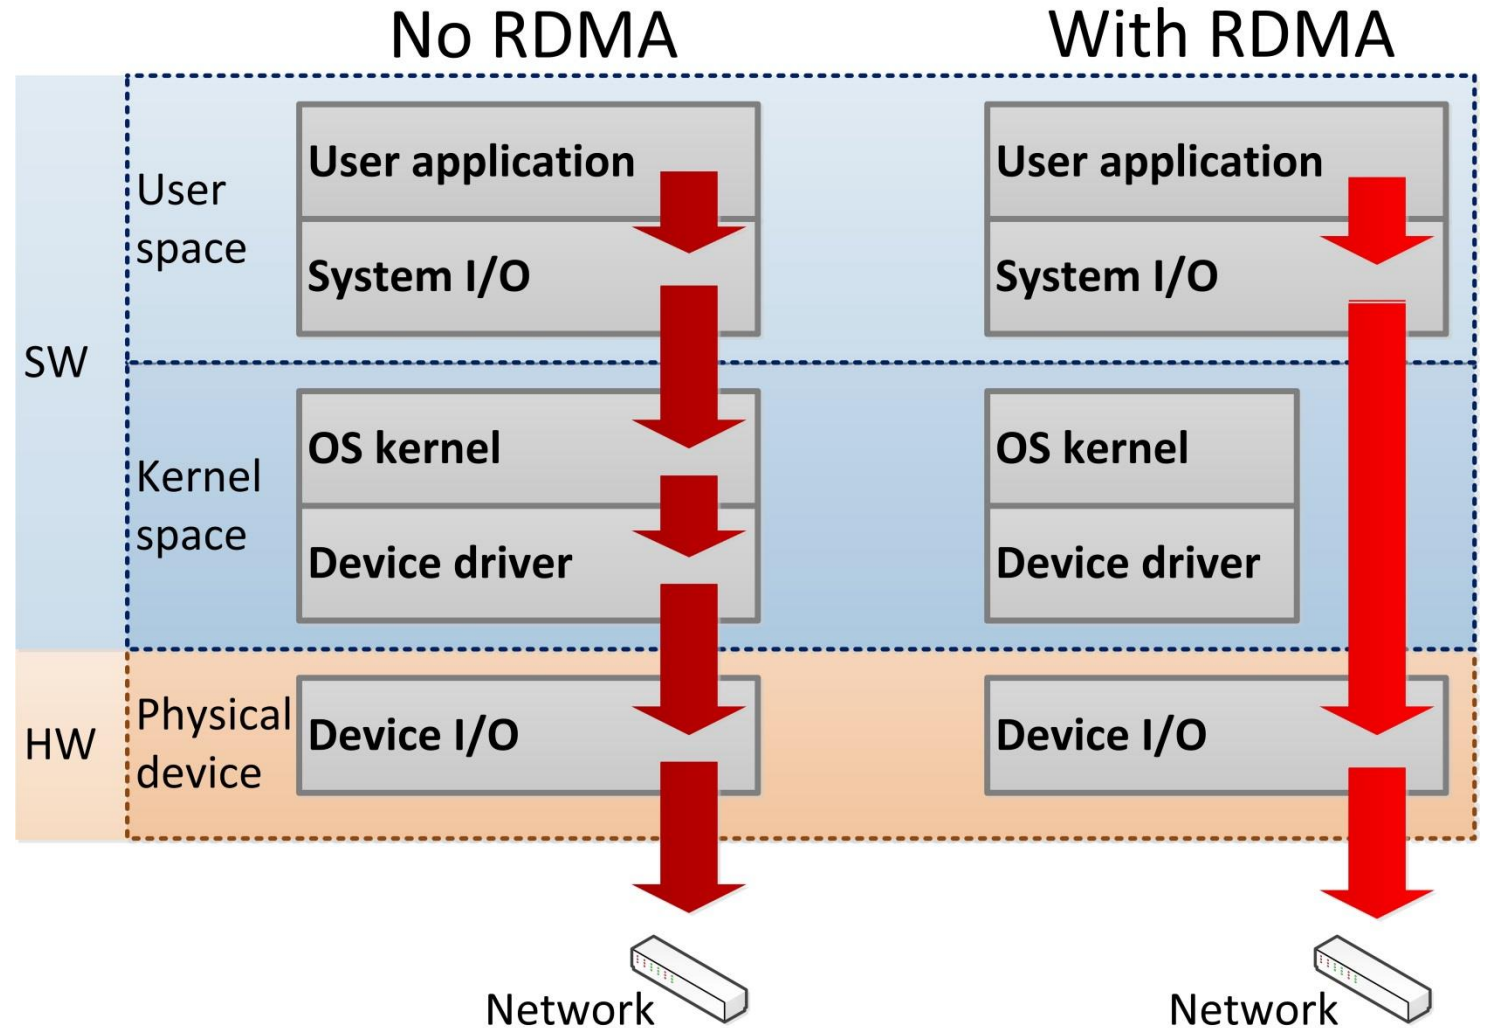 No RDMA
With RDMA
SW
User
space
User application
System I/O
User application
System I/O
Kernel
space
OS kernel
Device driver
OS kernel
Device driver
HW
Physical
device
Device I/O
Device I/O
Network
Network